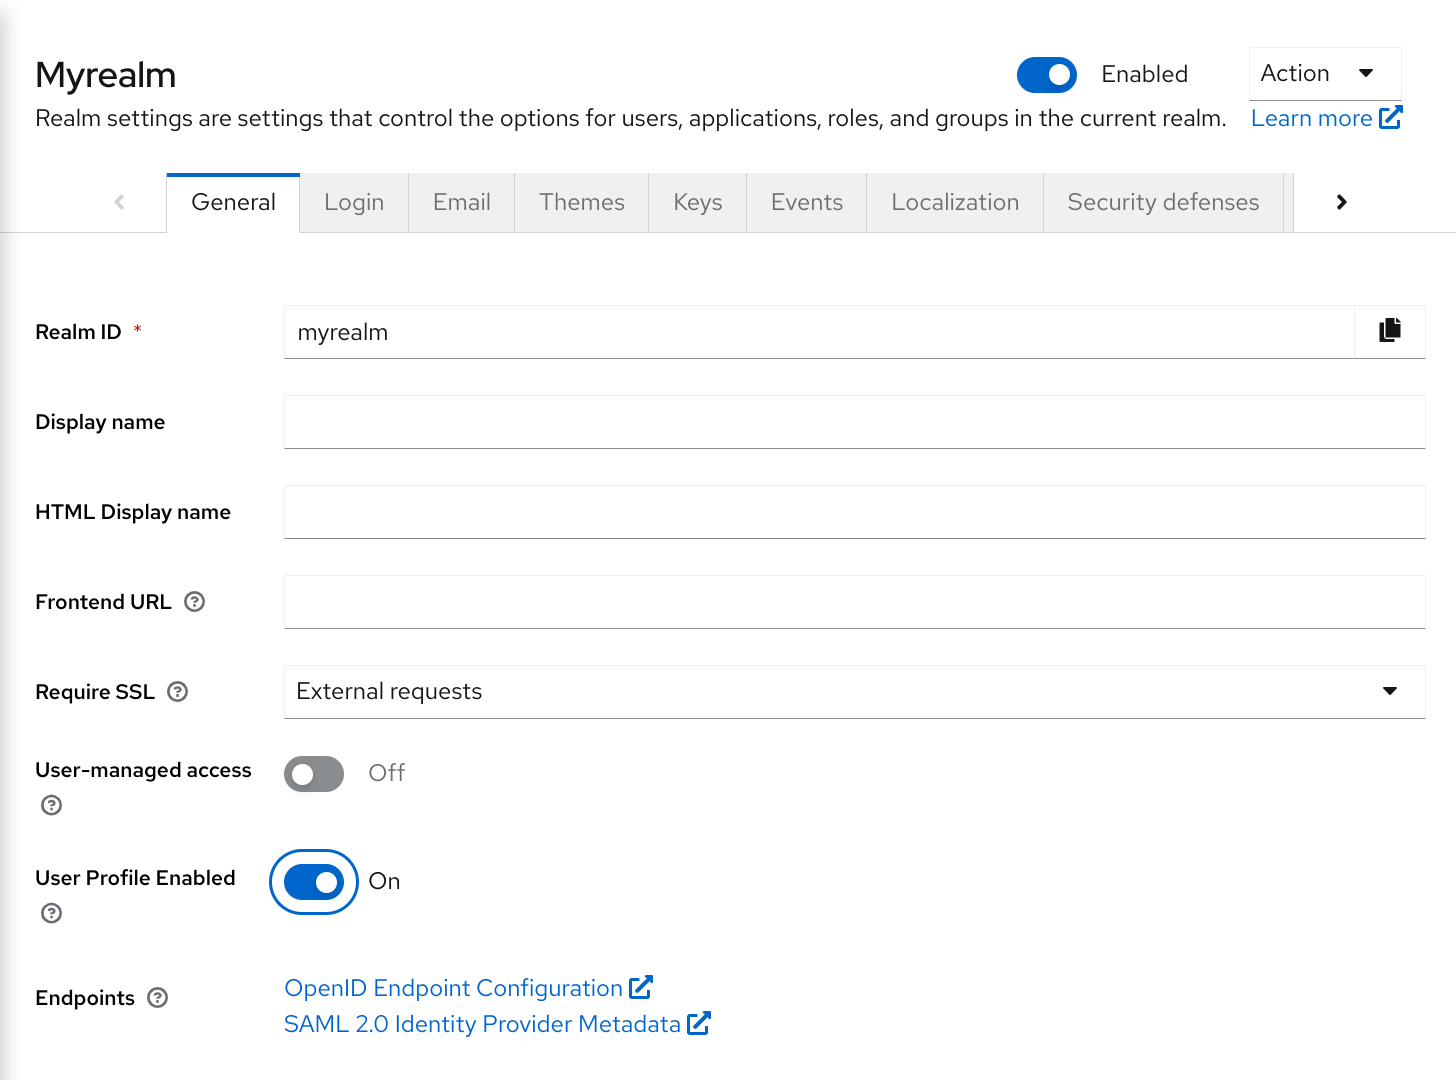 Myrealm
Enabled
Action
Realm settings are settings that control the options for users, applications, roles, and groups in the current realm. Learn more
General Login Email Themes Keys Events Localization Security defenses
Realm ID * myrealm
Display name
HTML Display name
Frontend URL
Require SSL External requests
User-managed access Off
User Profile Enabled On
Endpoints OpenID Endpoint Configuration
SAML 2.0 Identity Provider Metadata